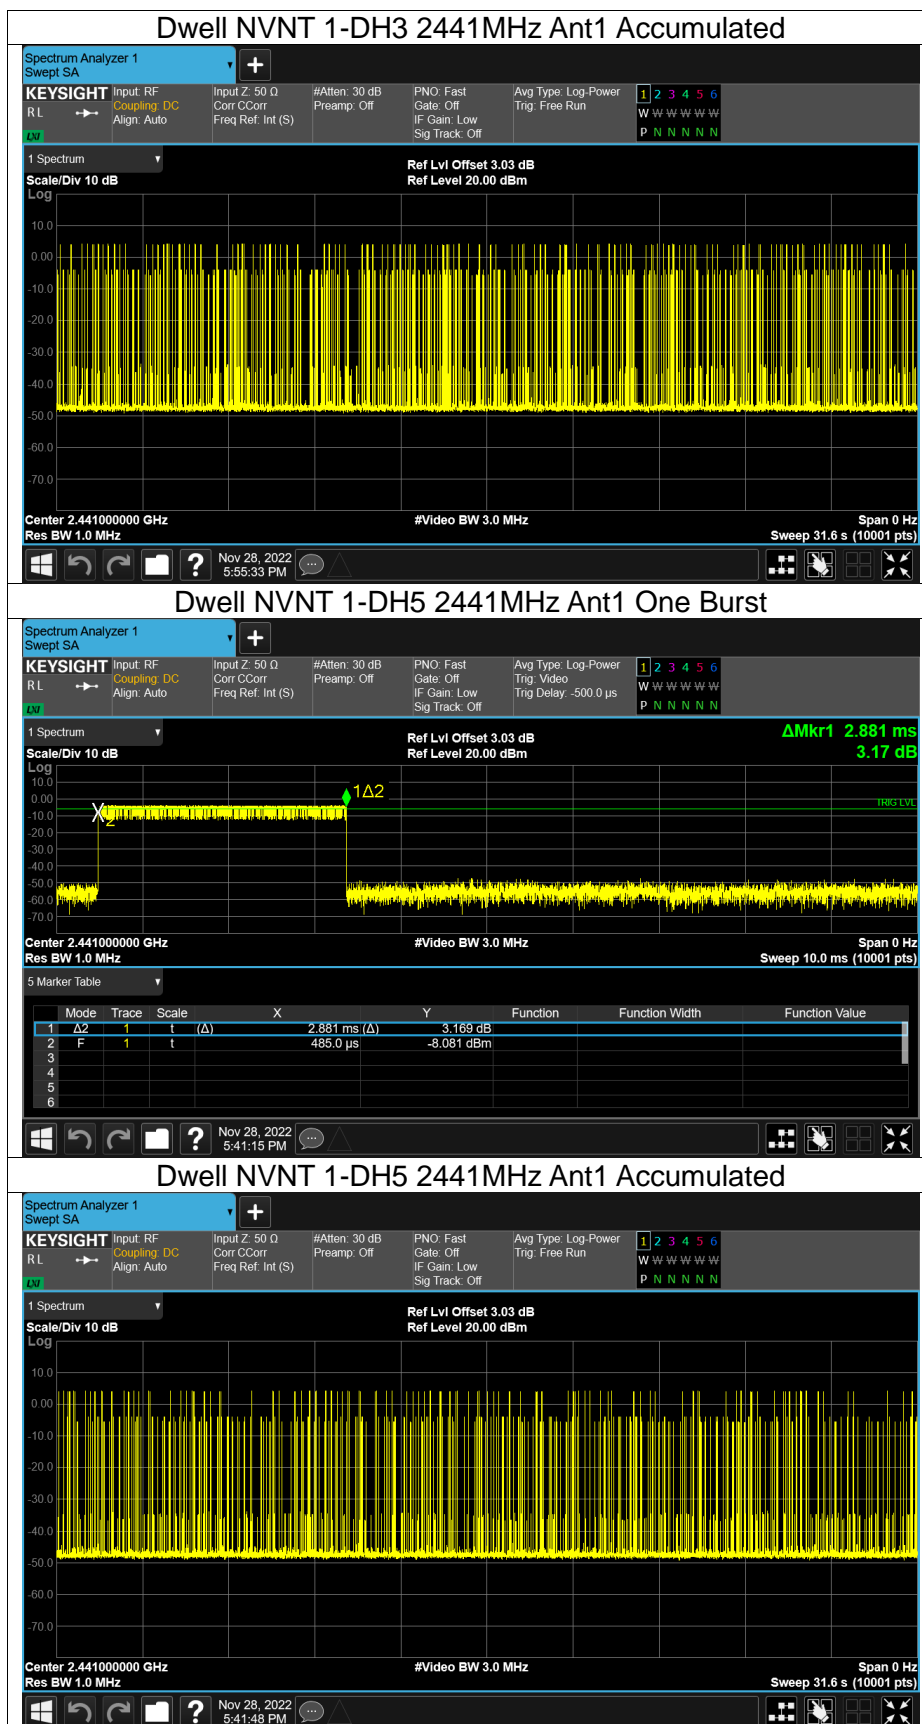 Dwell NVNT 1-DH3 2441MHz Ant1 Accumulated
Spectrum Analyzer 1
Swept SA
+
KEYSIGHT Input: RF Input Z: 50 Ω #Atten: 30 dB PNO: Fast Avg Type: Log-Power 1 2 3 4 5 6
R L Coupling: DC Corr CCorr Preamp: Off Gate: Off Trig: Free Run W W W W W W
Align: Auto Freq Ref: Int (S) IF Gain: Low
LXI Sig Track: Off P N N N N N
1 Spectrum
Ref Lvl Offset 3.03 dB
Scale/Div 10 dB Ref Level 20.00 dBm
Log
10.0
0.00
-10.0
-20.0
-30.0
-40.0
-50.0
-60.0
-70.0
Center 2.441000000 GHz #Video BW 3.0 MHz Span 0 Hz
Res BW 1.0 MHz Sweep 31.6 s (10001 pts)
? Nov 28, 2022
5:55:33 PM
Dwell NVNT 1-DH5 2441MHz Ant1 One Burst
Spectrum Analyzer 1
Swept SA
+
KEYSIGHT Input: RF Input Z: 50 Ω #Atten: 30 dB PNO: Fast Avg Type: Log-Power 1 2 3 4 5 6
R L Coupling: DC Corr CCorr Preamp: Off Gate: Off Trig: Video W W W W W W
Align: Auto Freq Ref: Int (S) IF Gain: Low Trig Delay: -500.0 µs
LXI Sig Track: Off P N N N N N
1 Spectrum
Ref Lvl Offset 3.03 dB ΔMkr1 2.881 ms
Scale/Div 10 dB Ref Level 20.00 dBm 3.17 dB
Log
10.0
1Δ2
0.00
TRIG LVL
-10.0
X2
-20.0
-30.0
-40.0
-50.0
-60.0
-70.0
Center 2.441000000 GHz #Video BW 3.0 MHz Span 0 Hz
Res BW 1.0 MHz Sweep 10.0 ms (10001 pts)
5 Marker Table
Mode Trace Scale X Y Function Function Width Function Value
1 Δ2 1 t (Δ) 2.881 ms (Δ) 3.169 dB
2 F 1 t 485.0 µs -8.081 dBm
3
4
5
6
? Nov 28, 2022
5:41:15 PM
Dwell NVNT 1-DH5 2441MHz Ant1 Accumulated
Spectrum Analyzer 1
Swept SA
+
KEYSIGHT Input: RF Input Z: 50 Ω #Atten: 30 dB PNO: Fast Avg Type: Log-Power 1 2 3 4 5 6
R L Coupling: DC Corr CCorr Preamp: Off Gate: Off Trig: Free Run W W W W W W
Align: Auto Freq Ref: Int (S) IF Gain: Low
LXI Sig Track: Off P N N N N N
1 Spectrum
Ref Lvl Offset 3.03 dB
Scale/Div 10 dB Ref Level 20.00 dBm
Log
10.0
0.00
-10.0
-20.0
-30.0
-40.0
-50.0
-60.0
-70.0
Center 2.441000000 GHz #Video BW 3.0 MHz Span 0 Hz
Res BW 1.0 MHz Sweep 31.6 s (10001 pts)
? Nov 28, 2022
5:41:48 PM